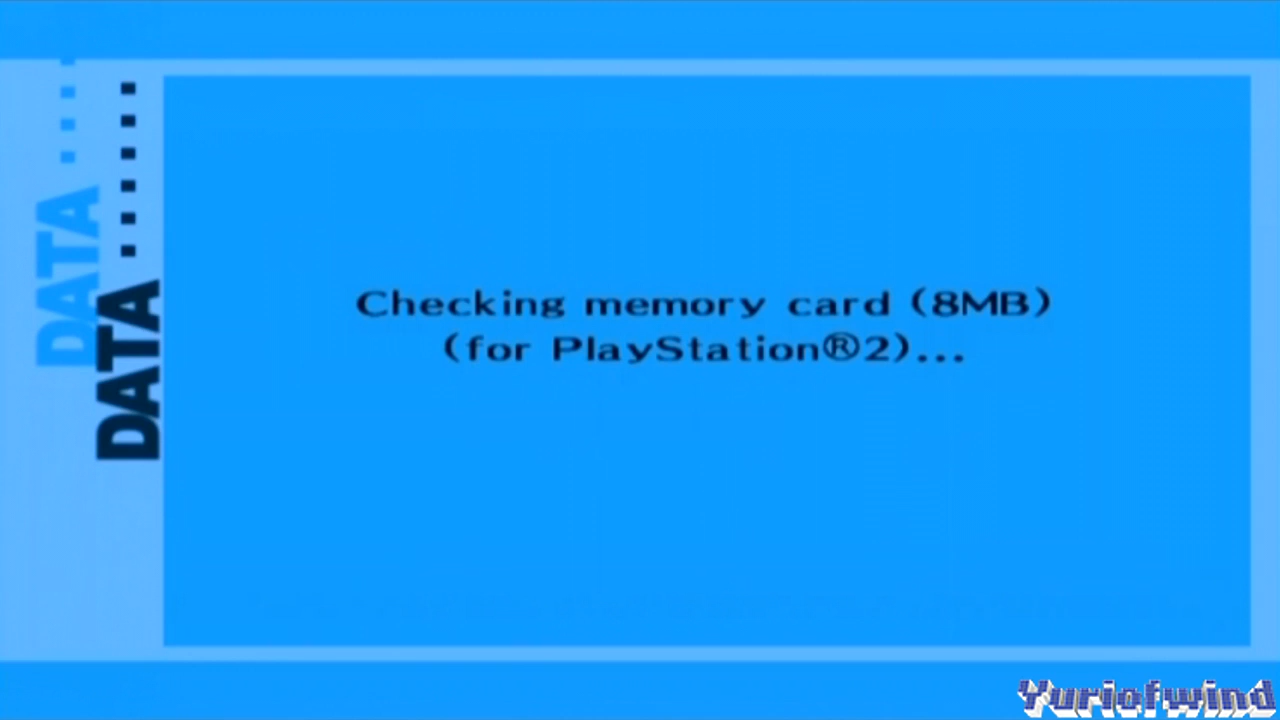 DATA ......
DATA ....
Checking memory card (8MB)
(for PlayStation®2)...
Yuriofwind